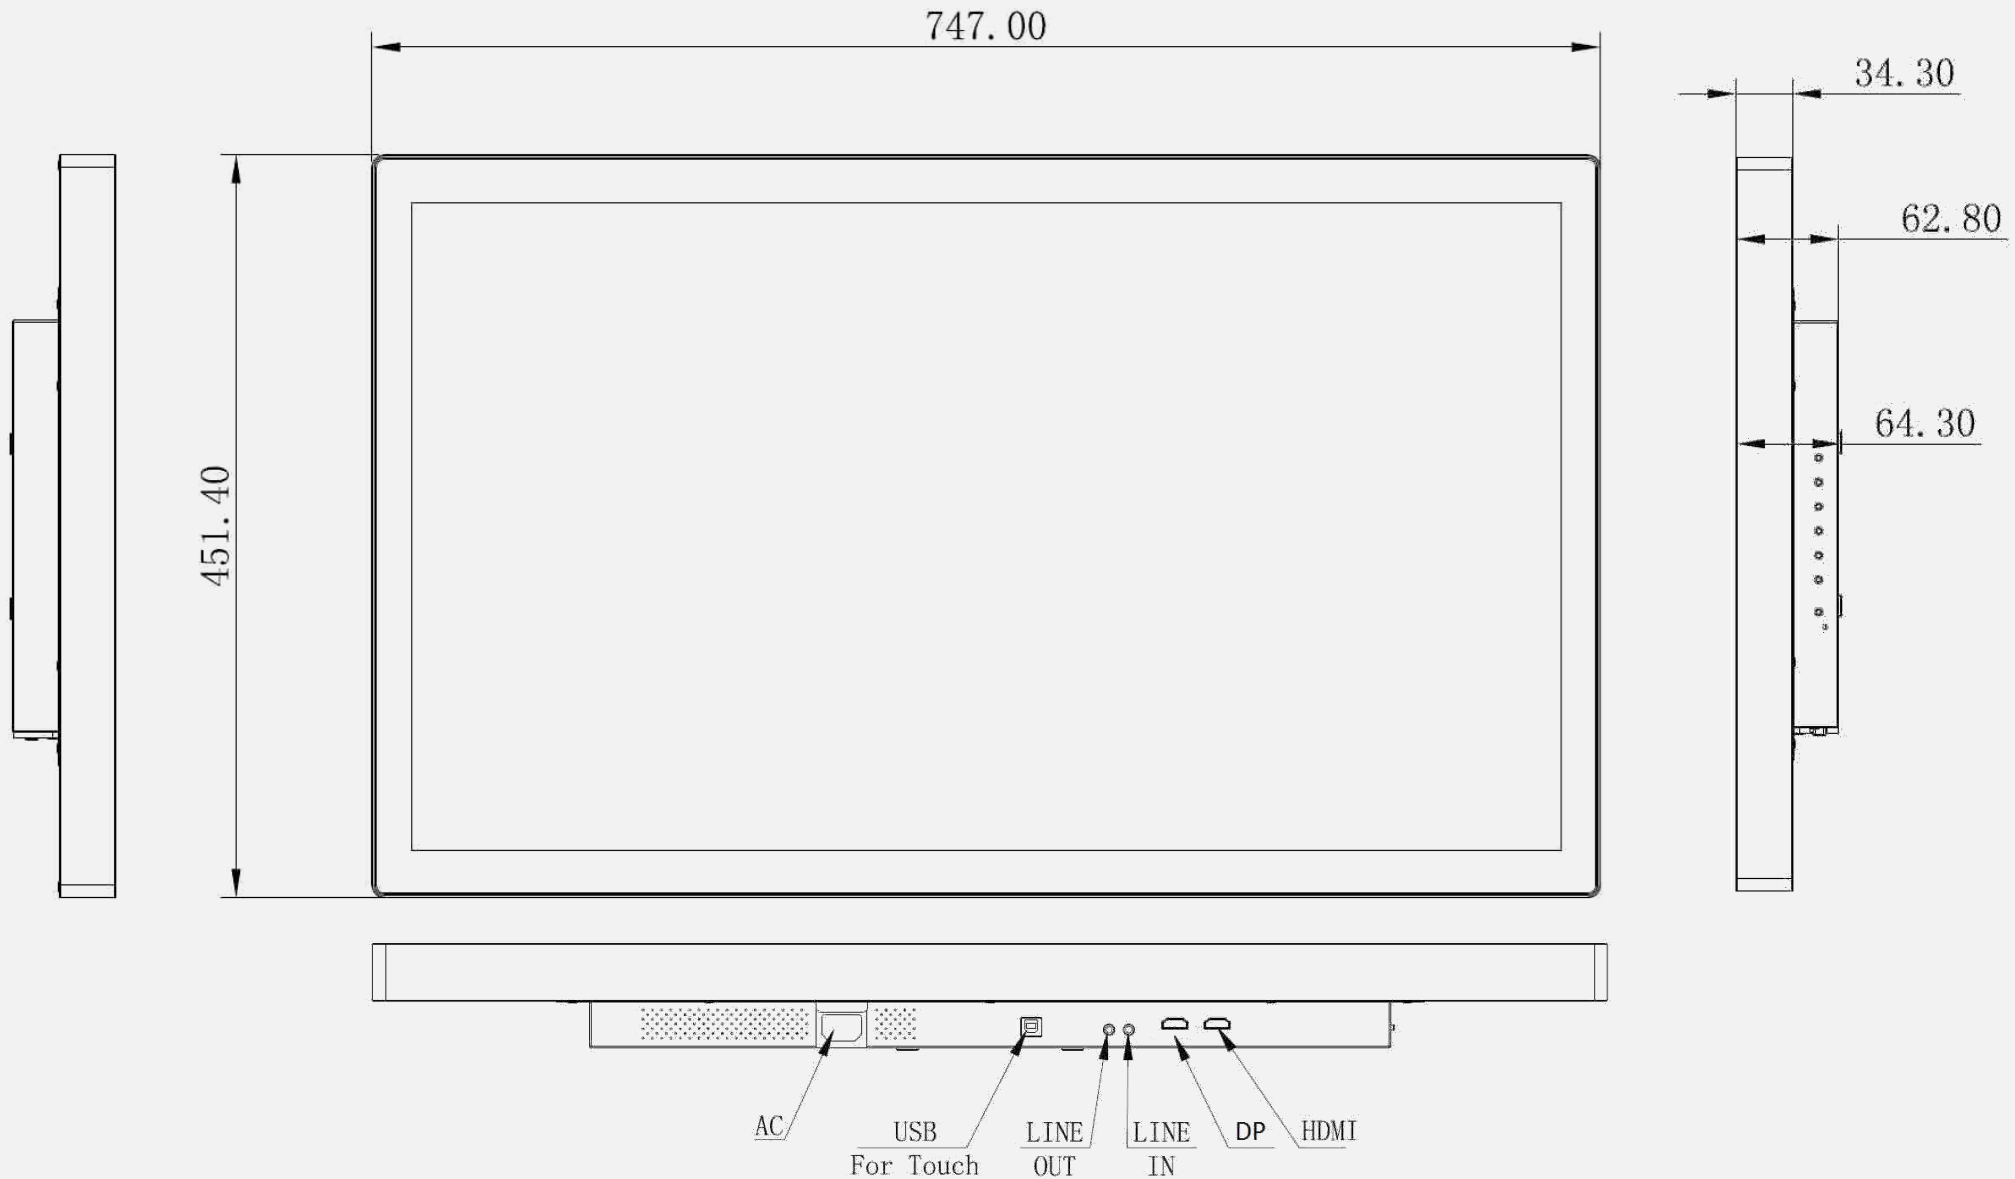 747.00
34.30
62.80
64.30
451.40
AC
USB
For Touch
LINE
OUT
LINE
IN
DP
HDMI